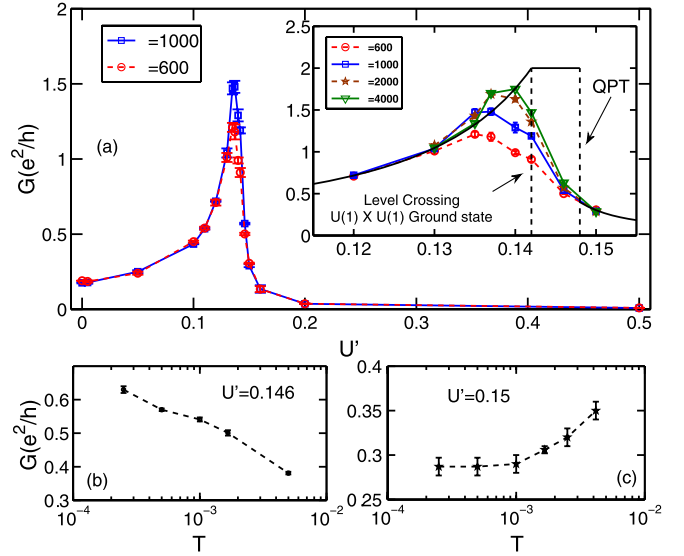 2
1.5
1
0.5
0
G(e²/h)
=1000
=600
(a)
0 0.1 0.2 0.3 0.4 0.5
U'
2.5
2
1.5
1
0.5
0
=600
=1000
=2000
=4000
QPT
Level Crossing
U(1) X U(1) Ground state
0.12 0.13 0.14 0.15
0.6
0.5
0.4
0.3
G(e²/h)
U'=0.146
(b)
10⁻⁴ 10⁻³ 10⁻²
T
0.4
0.35
0.3
0.25
U'=0.15
(c)
10⁻⁴ 10⁻³ 10⁻²
T